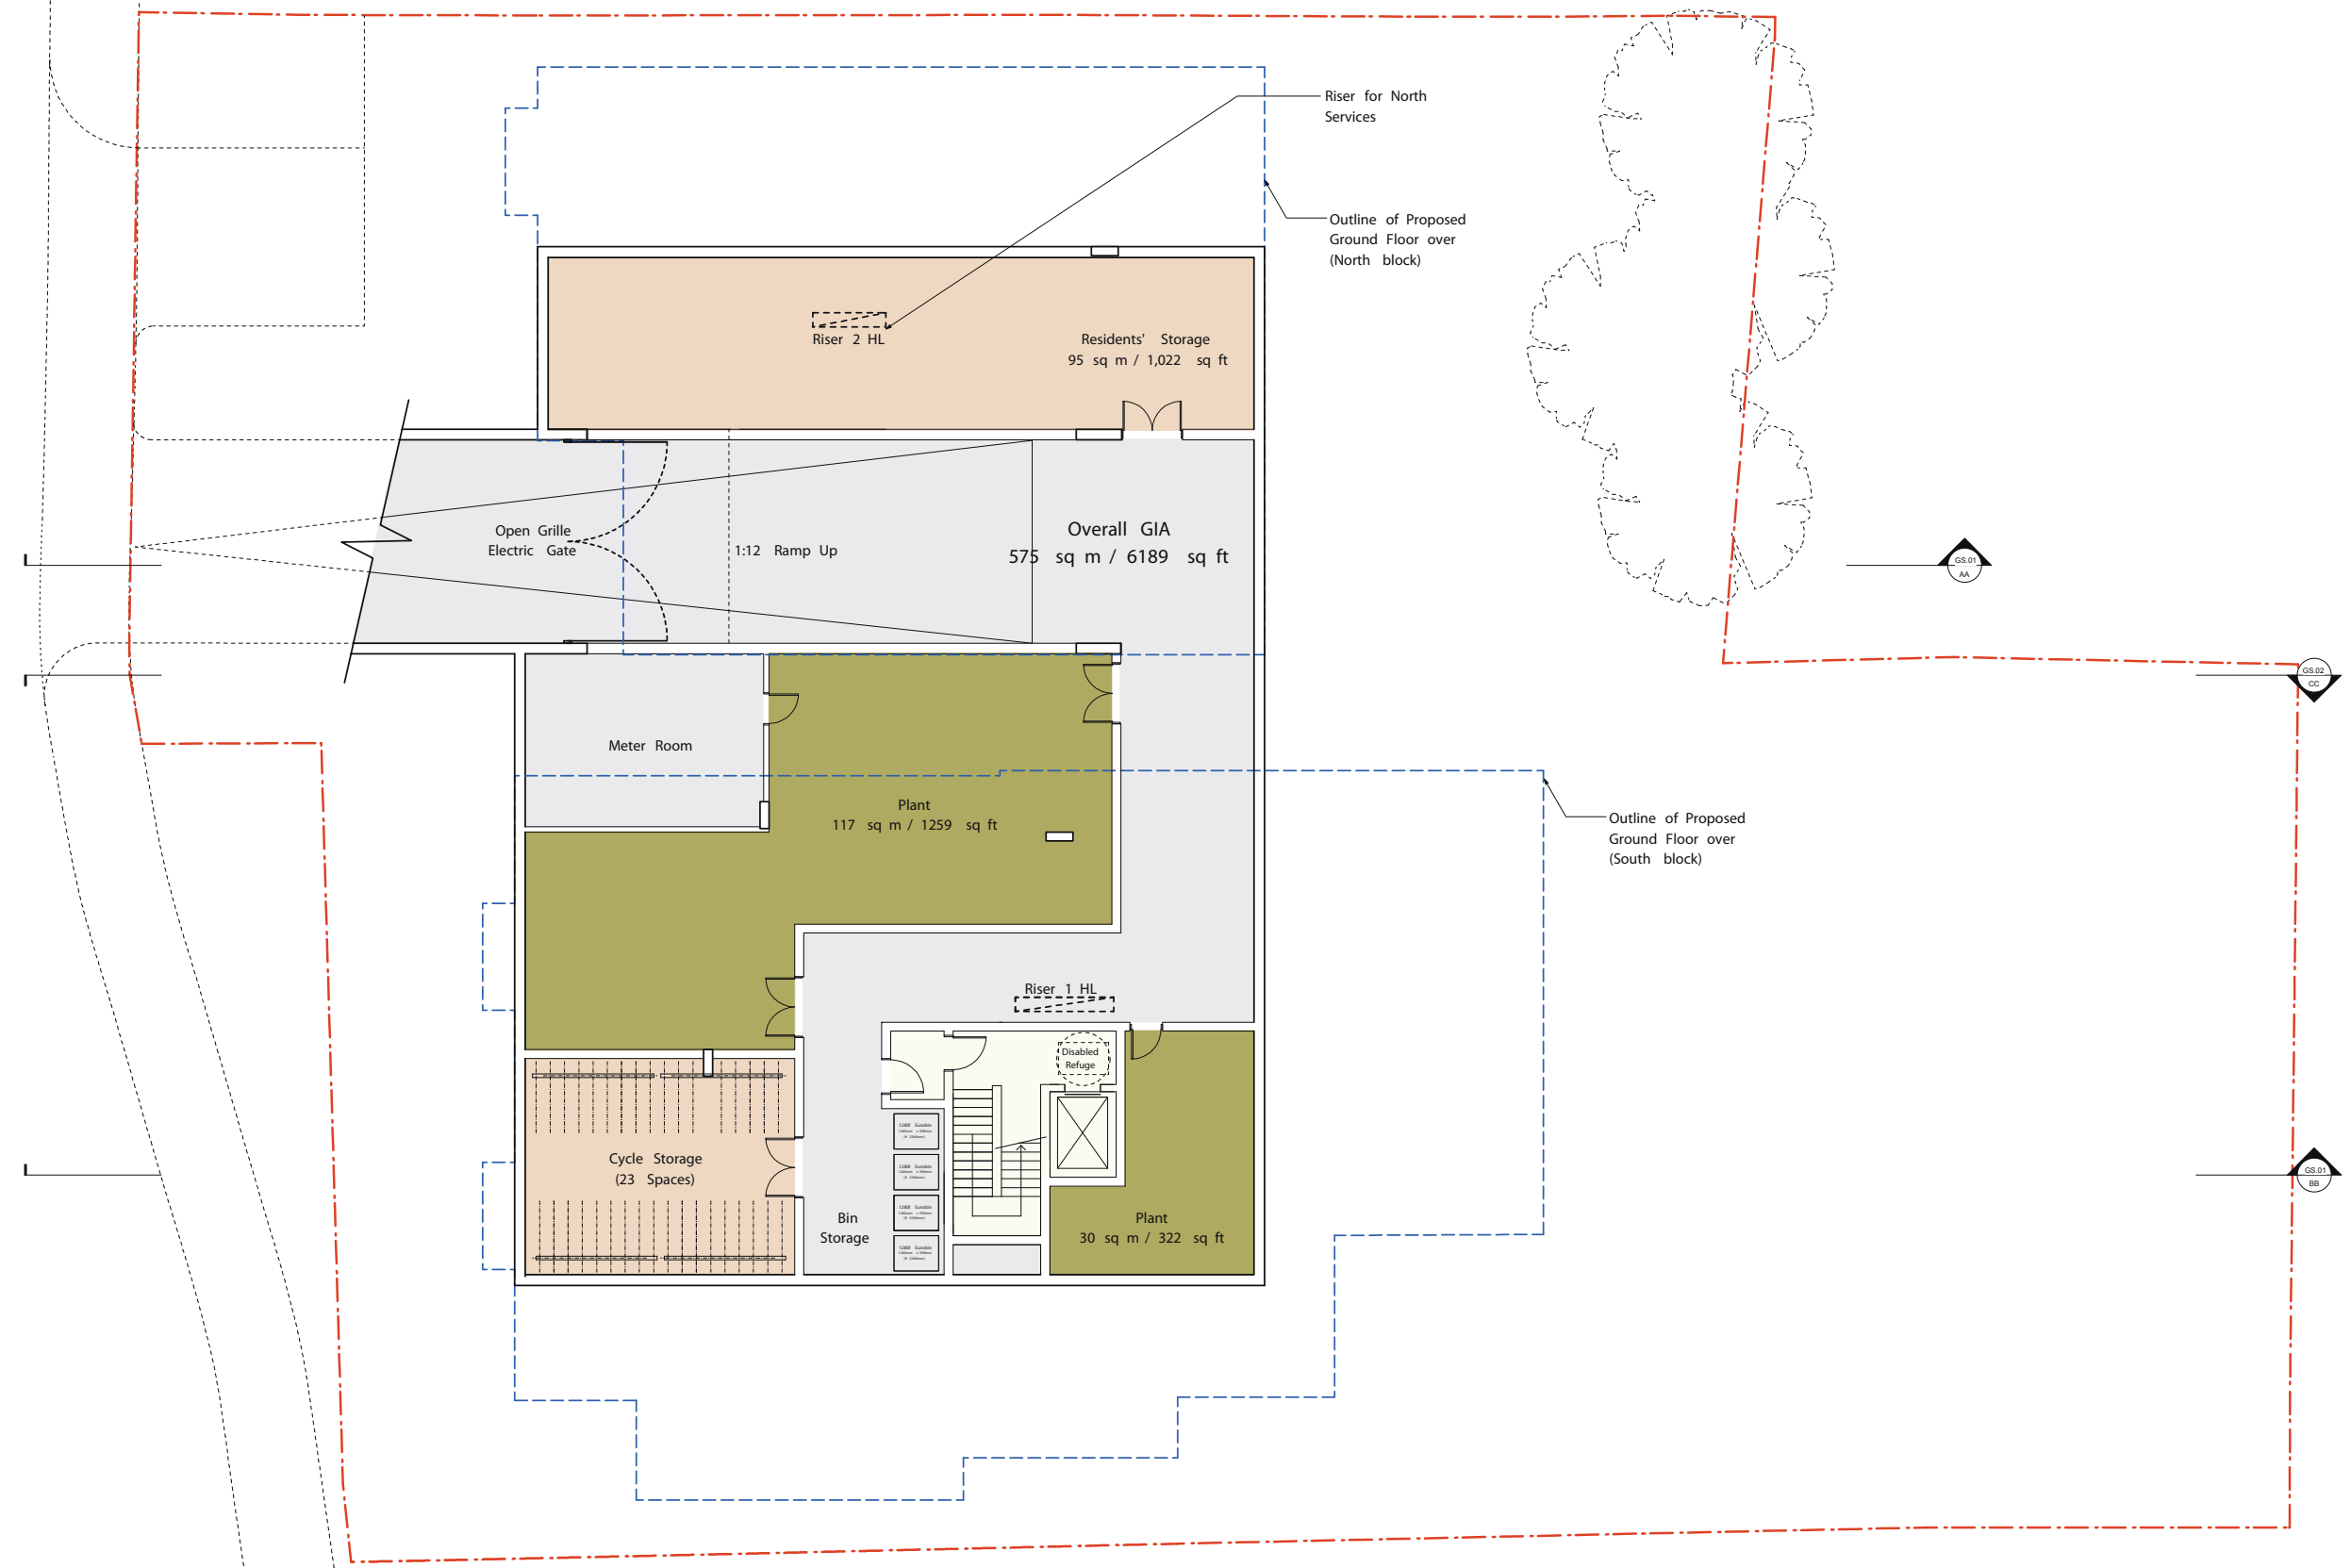 Riser for North
Services
Outline of Proposed
Ground Floor over
(North block)
Riser 2 HL
Residents' Storage
95 sq m / 1,022 sq ft
Open Grille
Electric Gate
1:12 Ramp Up
Overall GIA
575 sq m / 6189 sq ft
GS.01
AA
GS.02
CC
Meter Room
Plant
117 sq m / 1259 sq ft
Outline of Proposed
Ground Floor over
(South block)
Riser 1 HL
Disabled
Refuge
Cycle Storage
(23 Spaces)
Bin
Storage
Plant
30 sq m / 322 sq ft
GS.01
BB